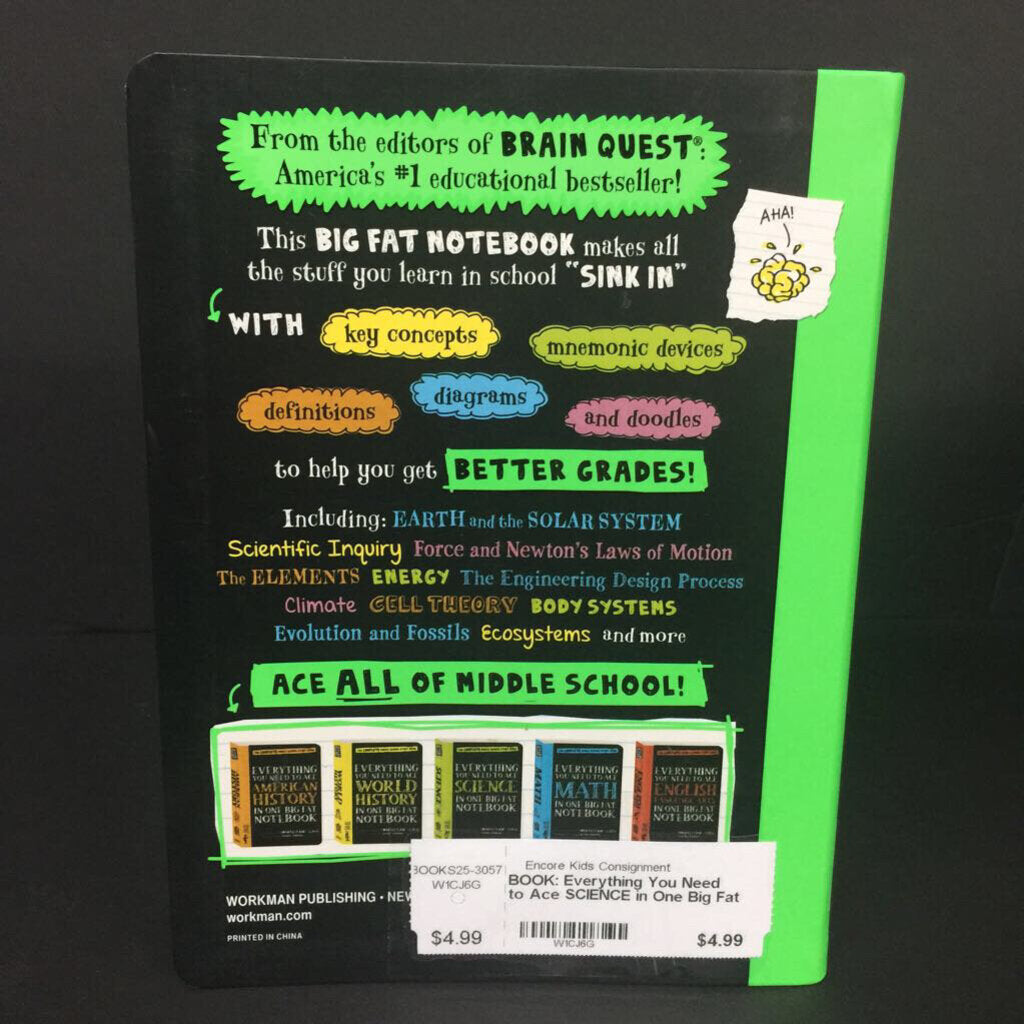 From the editors of BRAIN QUEST®:
America's #1 educational bestseller!
AHA!
This BIG FAT NOTEBOOK makes all
the stuff you learn in school "SINK IN"
WITH key concepts
mnemonic devices
diagrams
definitions
and doodles
to help you get BETTER GRADES!
Including: EARTH and the SOLAR SYSTEM
Scientific Inquiry Force and Newton's Laws of Motion
The ELEMENTS ENERGY The Engineering Design Process
Climate CELL THEORY BODY SYSTEMS
Evolution and Fossils Ecosystems and more
ACE ALL OF MIDDLE SCHOOL!
EVERYTHING
YOU NEED TO ACE
AMERICAN
HISTORY
IN ONE BIG FAT
NOTEBOOK
EVERYTHING
YOU NEED TO ACE
WORLD
HISTORY
IN ONE BIG FAT
NOTEBOOK
SCIENCE
EVERYTHING
YOU NEED TO ACE
SCIENCE
IN ONE BIG FAT
NOTEBOOK
MATH
EVERYTHING
YOU NEED TO ACE
MATH
IN ONE BIG FAT
NOTEBOOK
EVERYTHING
YOU NEED TO ACE
ENGLISH
LANGUAGE ARTS
IN ONE BIG FAT
NOTEBOOK
WORKMAN PUBLISHING • NEW
workman.com
PRINTED IN CHINA
BOOKS25-3057
W1CJ6G
$4.99
Encore Kids Consignment
BOOK: Everything You Need
to Ace SCIENCE in One Big Fat
W1CJ6G
$4.99